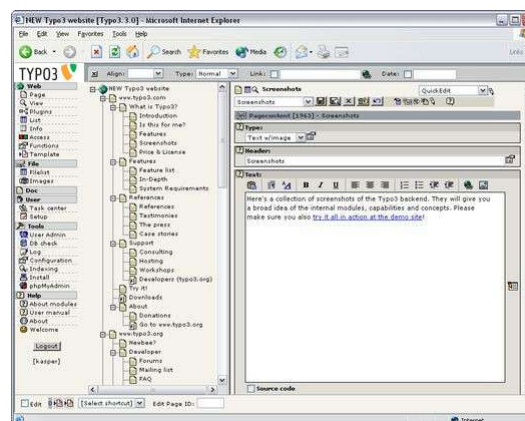 NEW Typo3 website [Typo3.3.0] - Microsoft Internet Explorer
File Edit View Favorites Tools Help
Back Search Favorites Media Links
TYPO3
Align: Type: Normal Link: Date:
Web
Page
View
Plugins
List
Info
Access
Functions
Template
File
Filelist
Images
Doc
User
Task center
Setup
Tools
User Admin
DB check
Log
Configuration
Indexing
Install
phpMyAdmin
Help
About modules
User manual
About
Welcome
Logout
[kasper]
NEW Typo3 website
www.typo3.com
What is Typo3?
Introduction
Is this for me?
Features
Screenshots
Price & License
Features
Feature list
In-Depth
System Requirements
References
References
Testimonies
The press
Case stories
Support
Consulting
Hosting
Workshops
Developers (typo3.org)
Try it!
Downloads
About
Donations
Go to www.typo3.org
www.typo3.org
Newbee?
Developer
Forums
Mailing list
FAQ
Screenshots
QuickEdit
Screenshots
Pagecontent [1963] - Screenshots
Type:
Text w/image
Header:
Screenshots
Text:
B I U
Here's a collection of screenshots of the Typo3 backend. They will give you
a broad idea of the internal modules, capabilities and concepts. Please
make sure you also try it all in action at the demo site!
Source code
Edit [Select shortcut] Edit Page ID:
Internet